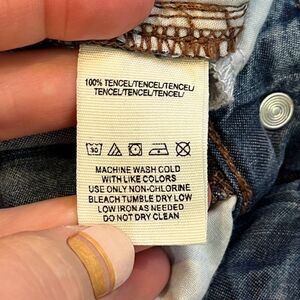 100% TENCEL/TENCEL/TENCEL/
TENCEL/TENCEL/TENCEL/
30
MACHINE WASH COLD
WITH LIKE COLORS
USE ONLY NON-CHLORINE
BLEACH TUMBLE DRY LOW
LOW IRON AS NEEDED
DO NOT DRY CLEAN